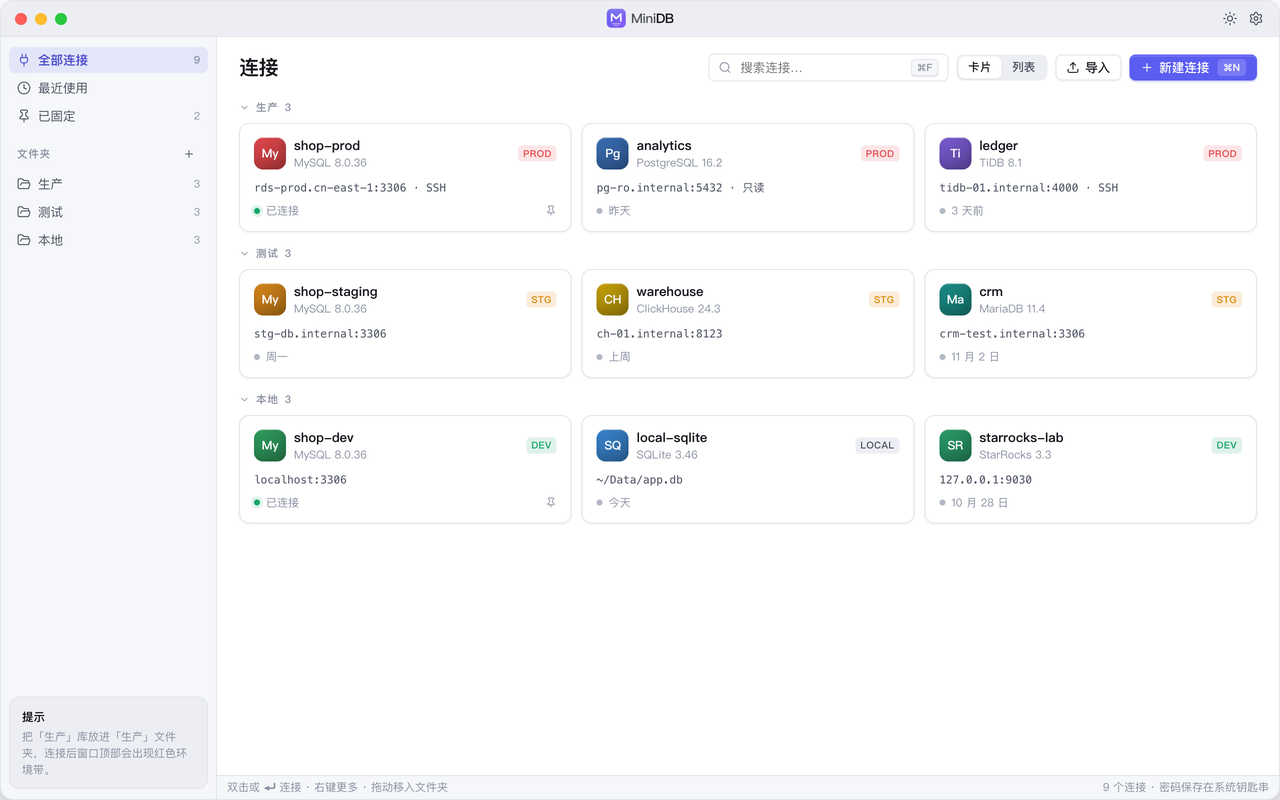 MiniDB
全部连接 9
最近使用
已固定 2
文件夹 +
生产 3
测试 3
本地 3
提示
把「生产」库放进「生产」文件
夹，连接后窗口顶部会出现红色环
境带。
连接
搜索连接… ⌘F
卡片 列表
导入
+ 新建连接 ⌘N
生产 3
My shop-prod PROD
MySQL 8.0.36
rds-prod.cn-east-1:3306 · SSH
已连接
Pg analytics PROD
PostgreSQL 16.2
pg-ro.internal:5432 · 只读
昨天
Ti ledger PROD
TiDB 8.1
tidb-01.internal:4000 · SSH
3 天前
测试 3
My shop-staging STG
MySQL 8.0.36
stg-db.internal:3306
周一
CH warehouse STG
ClickHouse 24.3
ch-01.internal:8123
上周
Ma crm STG
MariaDB 11.4
crm-test.internal:3306
11 月 2 日
本地 3
My shop-dev DEV
MySQL 8.0.36
localhost:3306
已连接
SQ local-sqlite LOCAL
SQLite 3.46
~/Data/app.db
今天
SR starrocks-lab DEV
StarRocks 3.3
127.0.0.1:9030
10 月 28 日
双击或 ↵ 连接 · 右键更多 · 拖动移入文件夹
9 个连接 · 密码保存在系统钥匙串